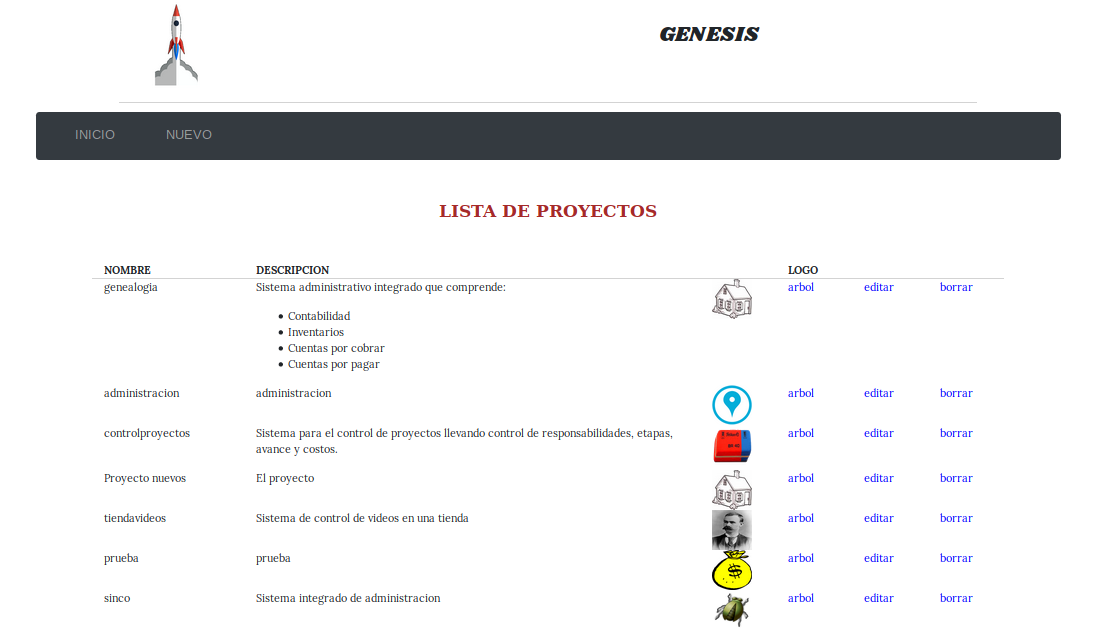 GENESIS
INICIO NUEVO
LISTA DE PROYECTOS
NOMBRE DESCRIPCION LOGO
genealogia Sistema administrativo integrado que comprende: arbol editar borrar
• Contabilidad
• Inventarios
• Cuentas por cobrar
• Cuentas por pagar
administracion administracion arbol editar borrar
controlproyectos Sistema para el control de proyectos llevando control de responsabilidades, etapas, arbol editar borrar
avance y costos.
Proyecto nuevos El proyecto arbol editar borrar
tiendavideos Sistema de control de videos en una tienda arbol editar borrar
prueba prueba arbol editar borrar
sinco Sistema integrado de administracion arbol editar borrar